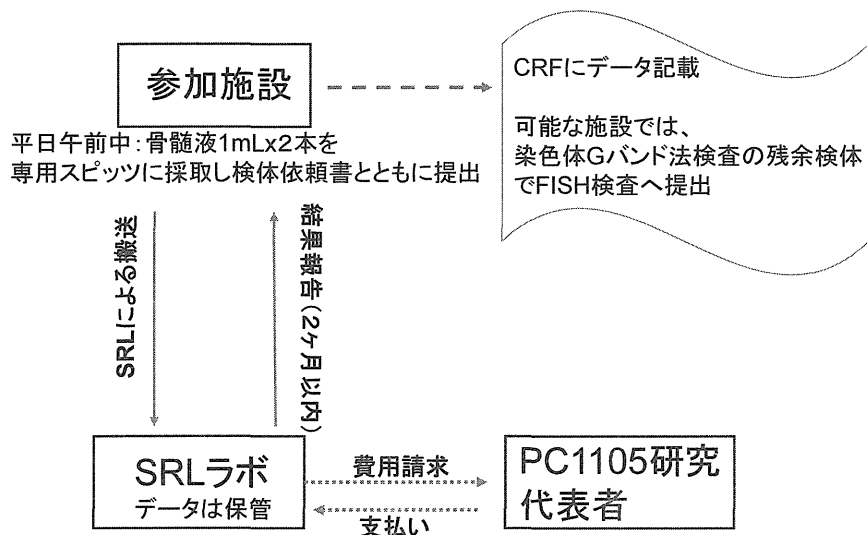 参加施設
平日午前中：骨髄液1mLx2本を
専用スピッツに採取し検体依頼書とともに提出
CRFにデータ記載
可能な施設では、
染色体Gバンド法検査の残余検体
でFISH検査へ提出
SRLによる搬送
結果報告(2ヶ月以内)
SRLラボ
データは保管
費用請求
支払い
PC1105研究
代表者